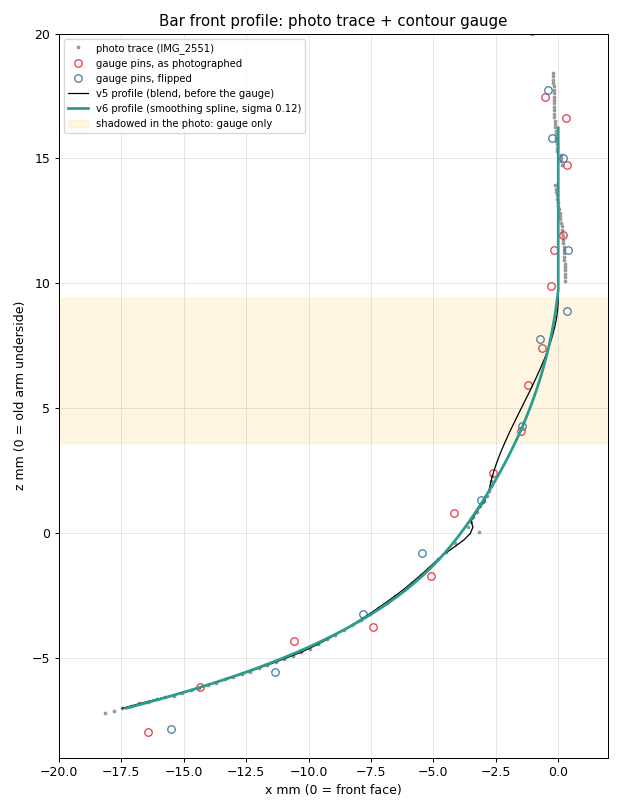 Bar front profile: photo trace + contour gauge
photo trace (IMG_2551)
gauge pins, as photographed
gauge pins, flipped
v5 profile (blend, before the gauge)
v6 profile (smoothing spline, sigma 0.12)
shadowed in the photo: gauge only
z mm (0 = old arm underside)
20
15
10
5
0
−5
−20.0 −17.5 −15.0 −12.5 −10.0 −7.5 −5.0 −2.5 0.0
x mm (0 = front face)